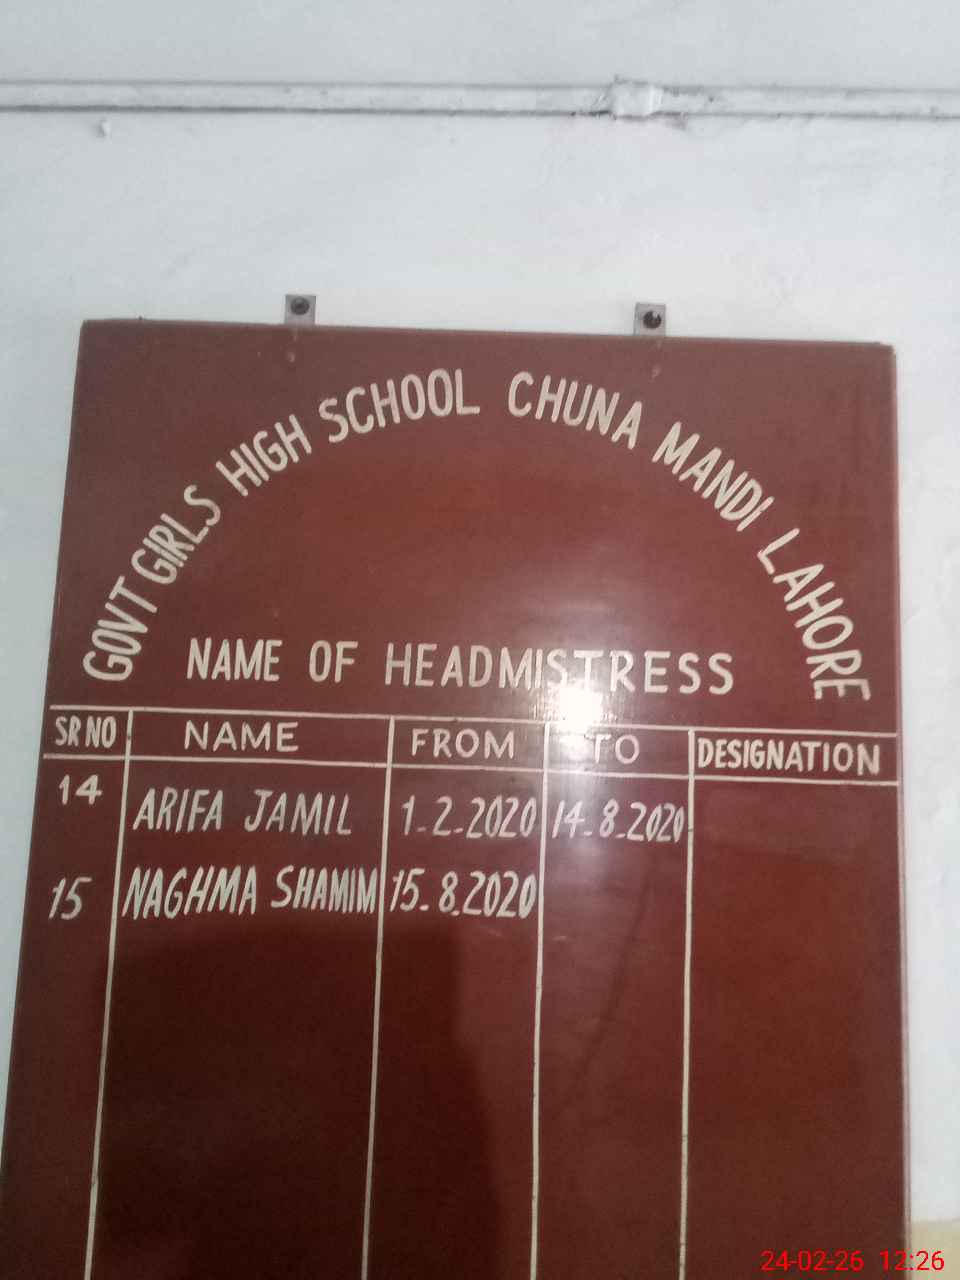 GOVT GIRLS HIGH SCHOOL CHUNA MANDI LAHORE
NAME OF HEADMISTRESS
SR NO NAME FROM TO DESIGNATION
14 ARIFA JAMIL 1-2-2020 14-8-2020
15 NAGHMA SHAMIM 15-8.2020
24-02-26 12:26